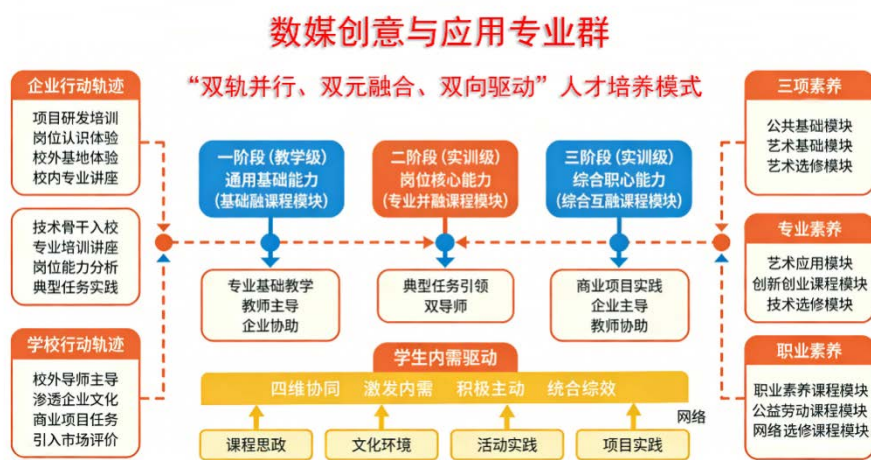 数媒创意与应用专业群
“双轨并行、双元融合、双向驱动”人才培养模式
企业行动轨迹
项目研发培训
岗位认识体验
校外基地体验
校内专业讲座
技术骨干入校
专业培训讲座
岗位能力分析
典型任务实践
学校行动轨迹
校外导师主导
渗透企业文化
商业项目任务
引入市场评价
一阶段(教学级)
通用基础能力
(基础融课程模块)
专业基础教学
教师主导
企业协助
二阶段(实训级)
岗位核心能力
(专业并融课程模块)
典型任务引领
双导师
三阶段(实训级)
综合职心能力
(综合互融课程模块)
商业项目实践
企业主导
教师协助
学生内需驱动
四维协同 激发内需 积极主动 统合综效
网络
课程思政
文化环境
活动实践
项目实践
三项素养
公共基础模块
艺术基础模块
艺术选修模块
专业素养
艺术应用模块
创新创业课程模块
技术选修模块
职业素养
职业素养课程模块
公益劳动课程模块
网络选修课程模块